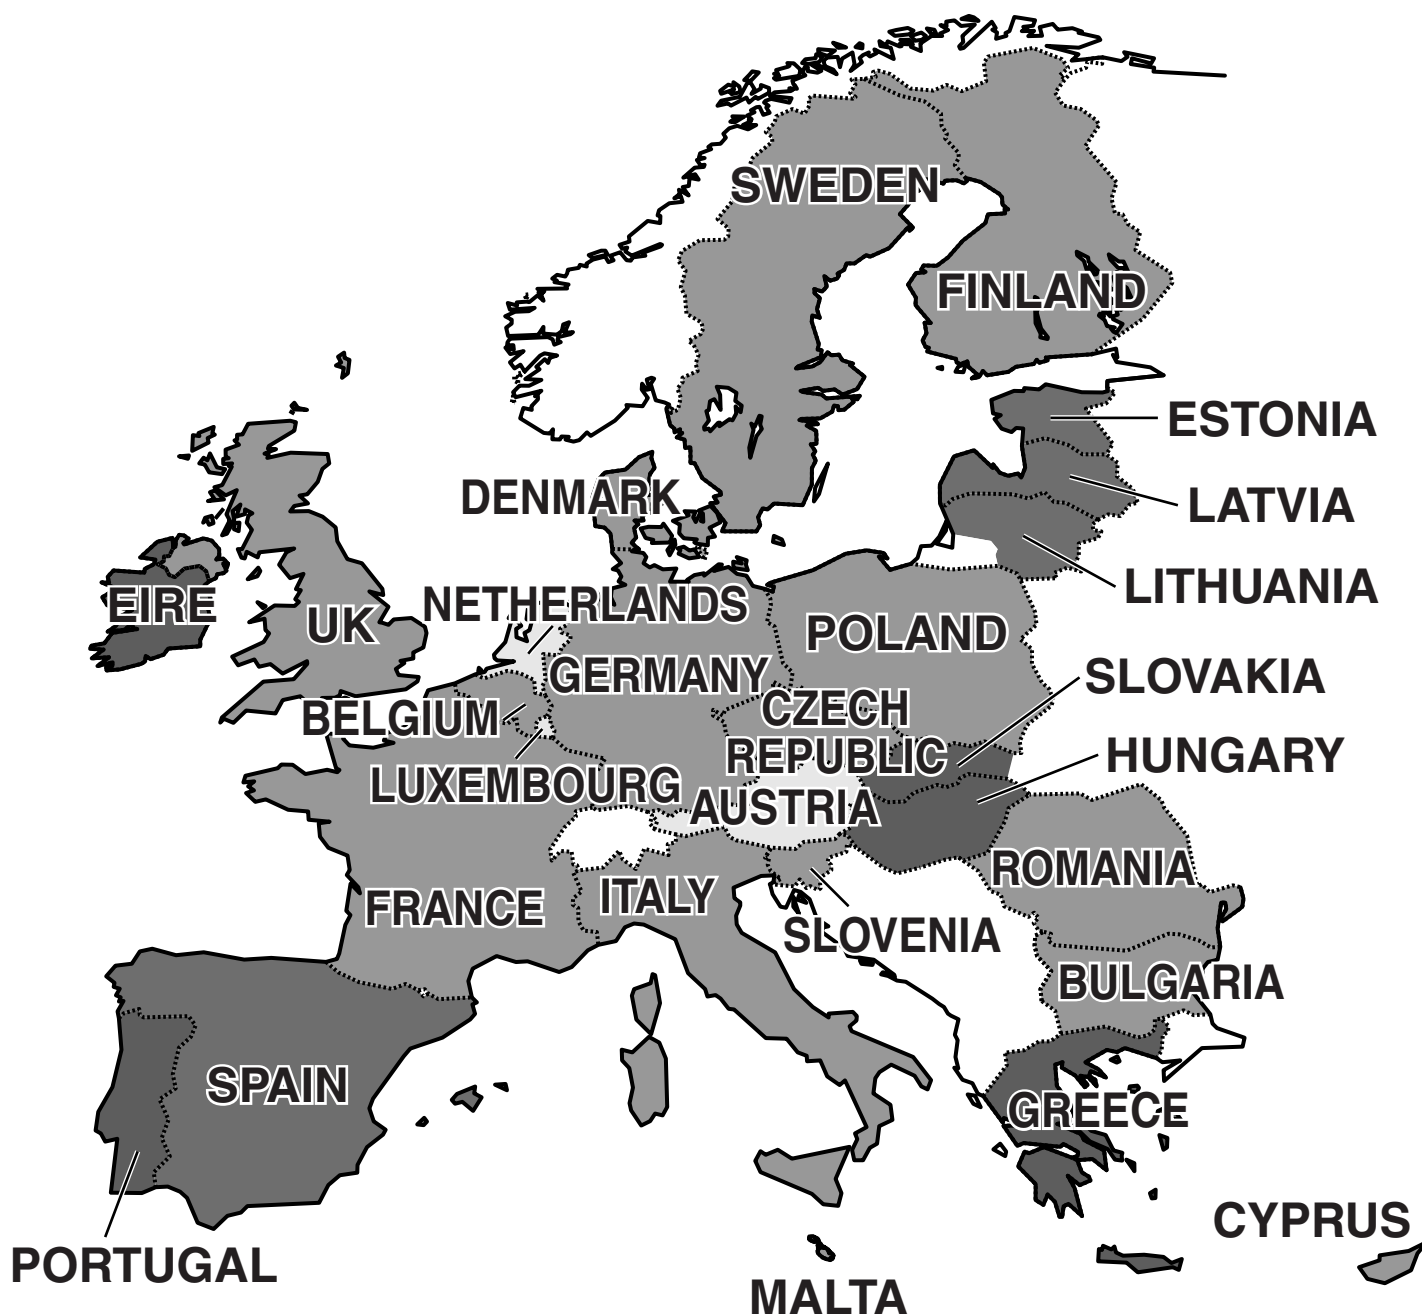 SWEDEN
FINLAND
ESTONIA
DENMARK
LATVIA
LITHUANIA
EIRE
NETHERLANDS
UK
POLAND
GERMANY
SLOVAKIA
BELGIUM
CZECH
REPUBLIC
HUNGARY
LUXEMBOURG
AUSTRIA
ROMANIA
FRANCE
ITALY
SLOVENIA
BULGARIA
SPAIN
GREECE
CYPRUS
PORTUGAL
MALTA